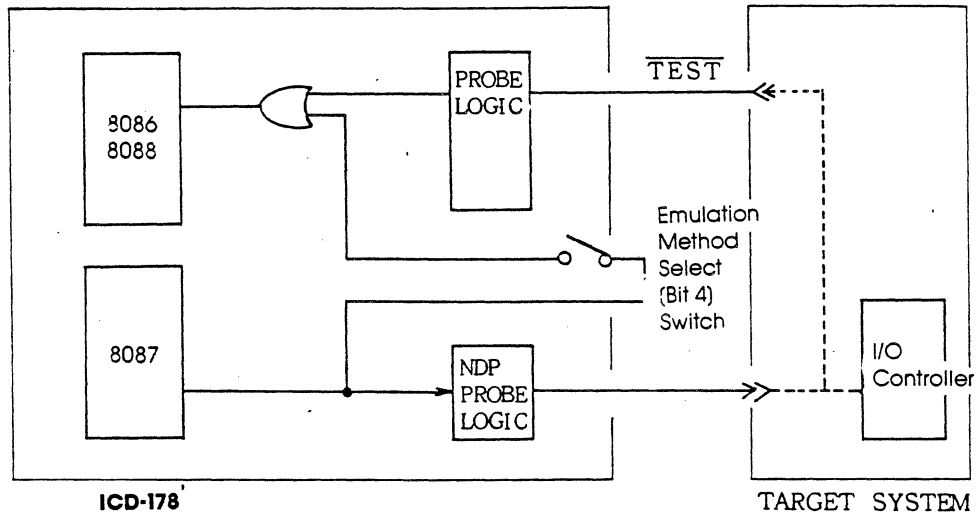 8086
8088
PROBE
LOGIC
TEST
Emulation
Method
Select
(Bit 4)
Switch
8087
NDP
PROBE
LOGIC
I/O
Controller
ICD-178
TARGET SYSTEM